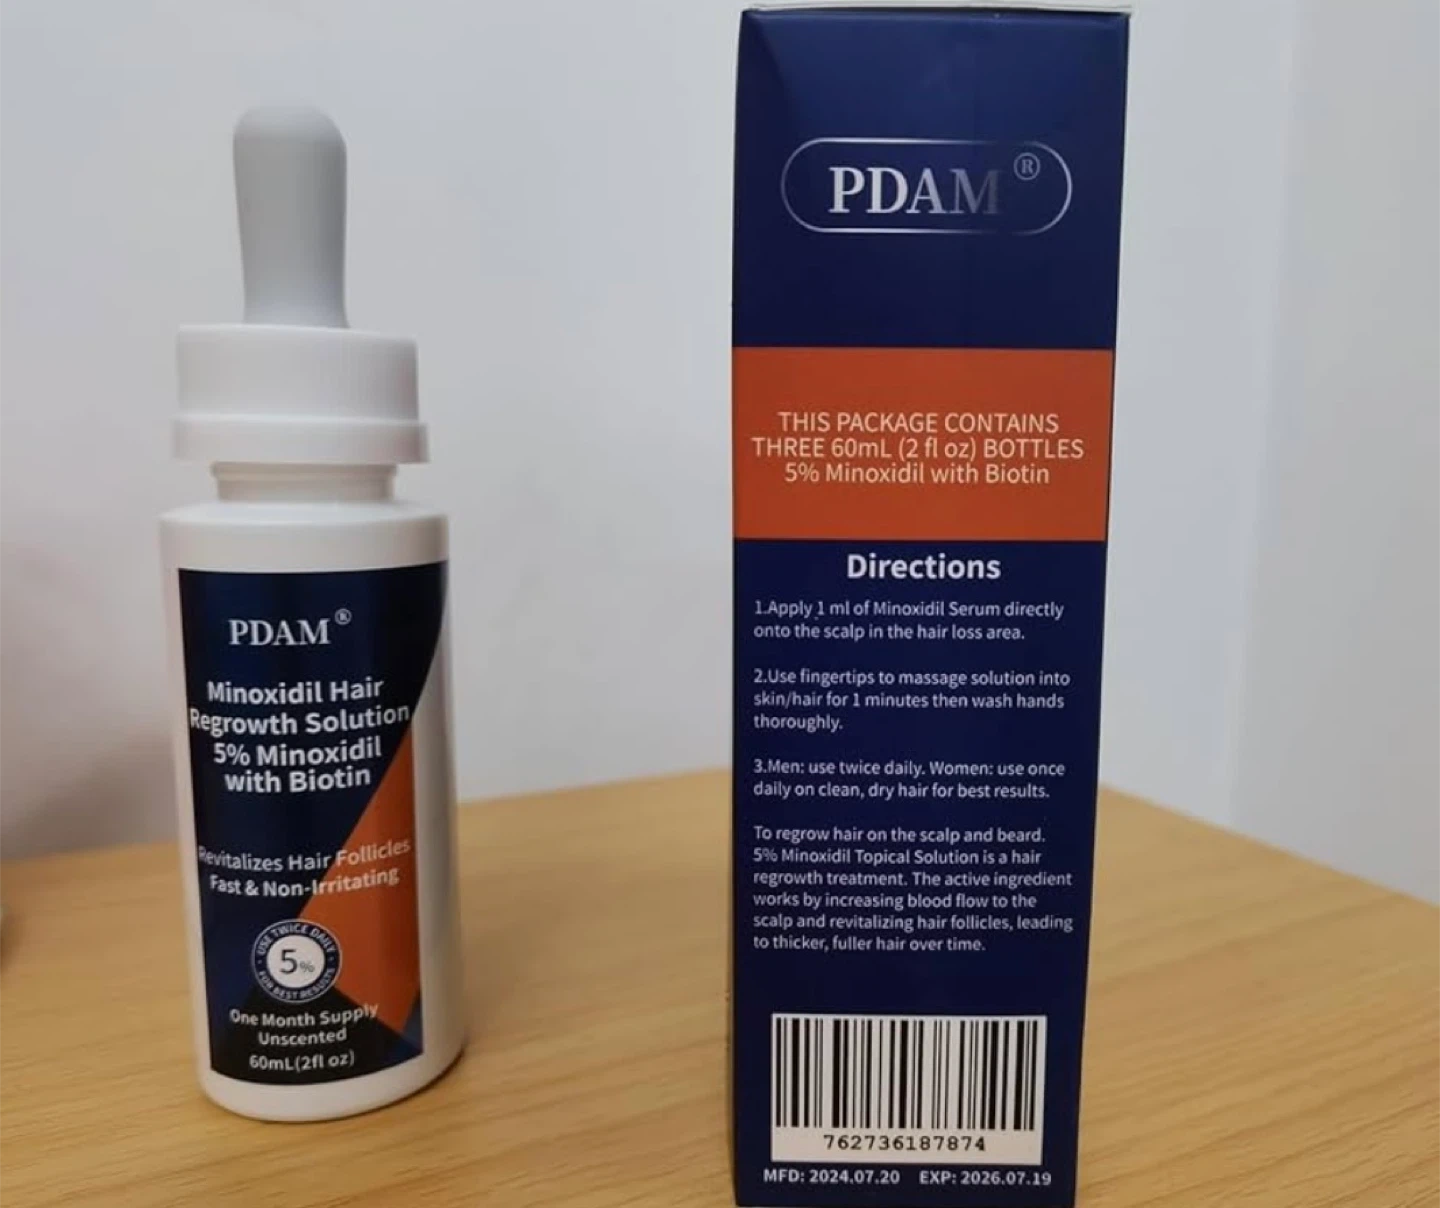 PDAM®
Minoxidil Hair
Regrowth Solution
5% Minoxidil
with Biotin
Revitalizes Hair Follicles
Fast & Non-Irritating
USE TWICE DAILY
5%
FOR BEST RESULTS
One Month Supply
Unscented
60mL(2fl oz)
PDAM®
THIS PACKAGE CONTAINS
THREE 60mL (2 fl oz) BOTTLES
5% Minoxidil with Biotin
Directions
1.Apply 1 ml of Minoxidil Serum directly
onto the scalp in the hair loss area.
2.Use fingertips to massage solution into
skin/hair for 1 minutes then wash hands
thoroughly.
3.Men: use twice daily. Women: use once
daily on clean, dry hair for best results.
To regrow hair on the scalp and beard.
5% Minoxidil Topical Solution is a hair
regrowth treatment. The active ingredient
works by increasing blood flow to the
scalp and revitalizing hair follicles, leading
to thicker, fuller hair over time.
762736187874
MFD: 2024.07.20 EXP: 2026.07.19